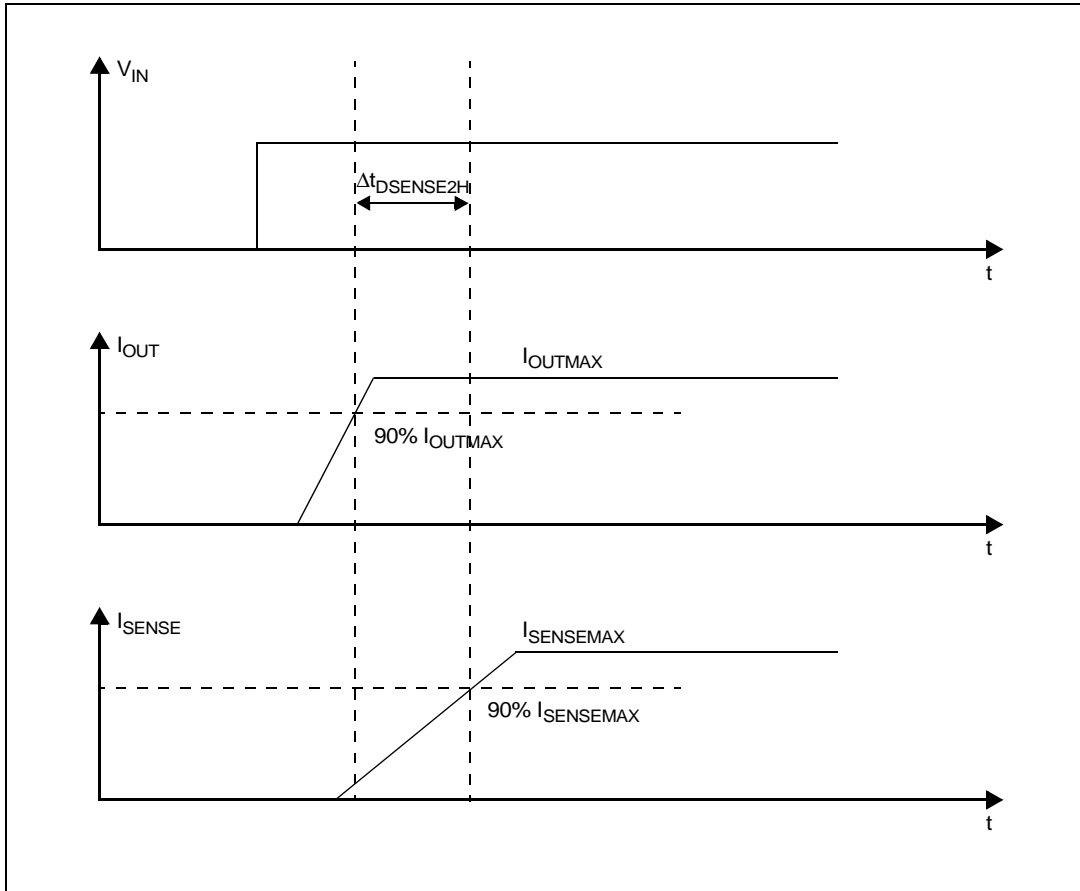 VIN
ΔtDSENSE2H
t
IOUT
IOUTMAX
90% IOUTMAX
t
ISENSE
ISENSEMAX
90% ISENSEMAX
t